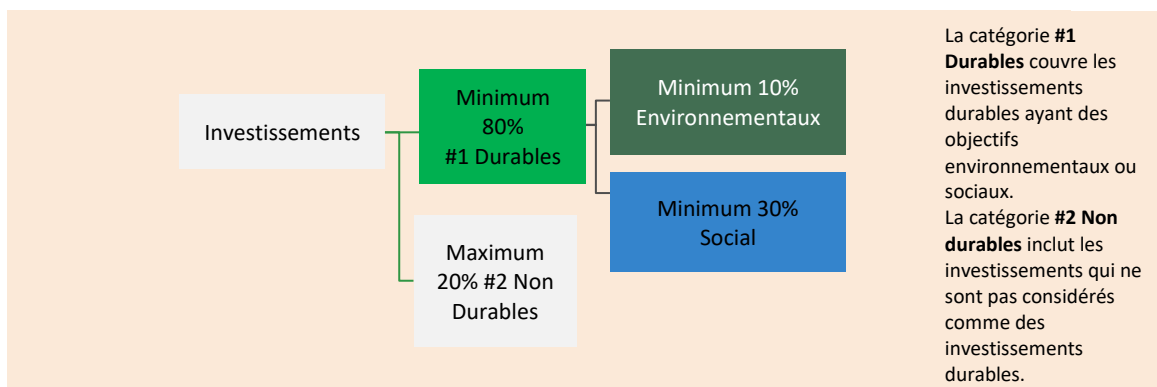 Investissements
Minimum
80%
#1 Durables
Maximum
20% #2 Non
Durables
Minimum 10%
Environnementaux
Minimum 30%
Social
La catégorie #1
Durables couvre les
investissements
durables ayant des
objectifs
environnementaux ou
sociaux.
La catégorie #2 Non
durables inclut les
investissements qui ne
sont pas considérés
comme des
investissements
durables.